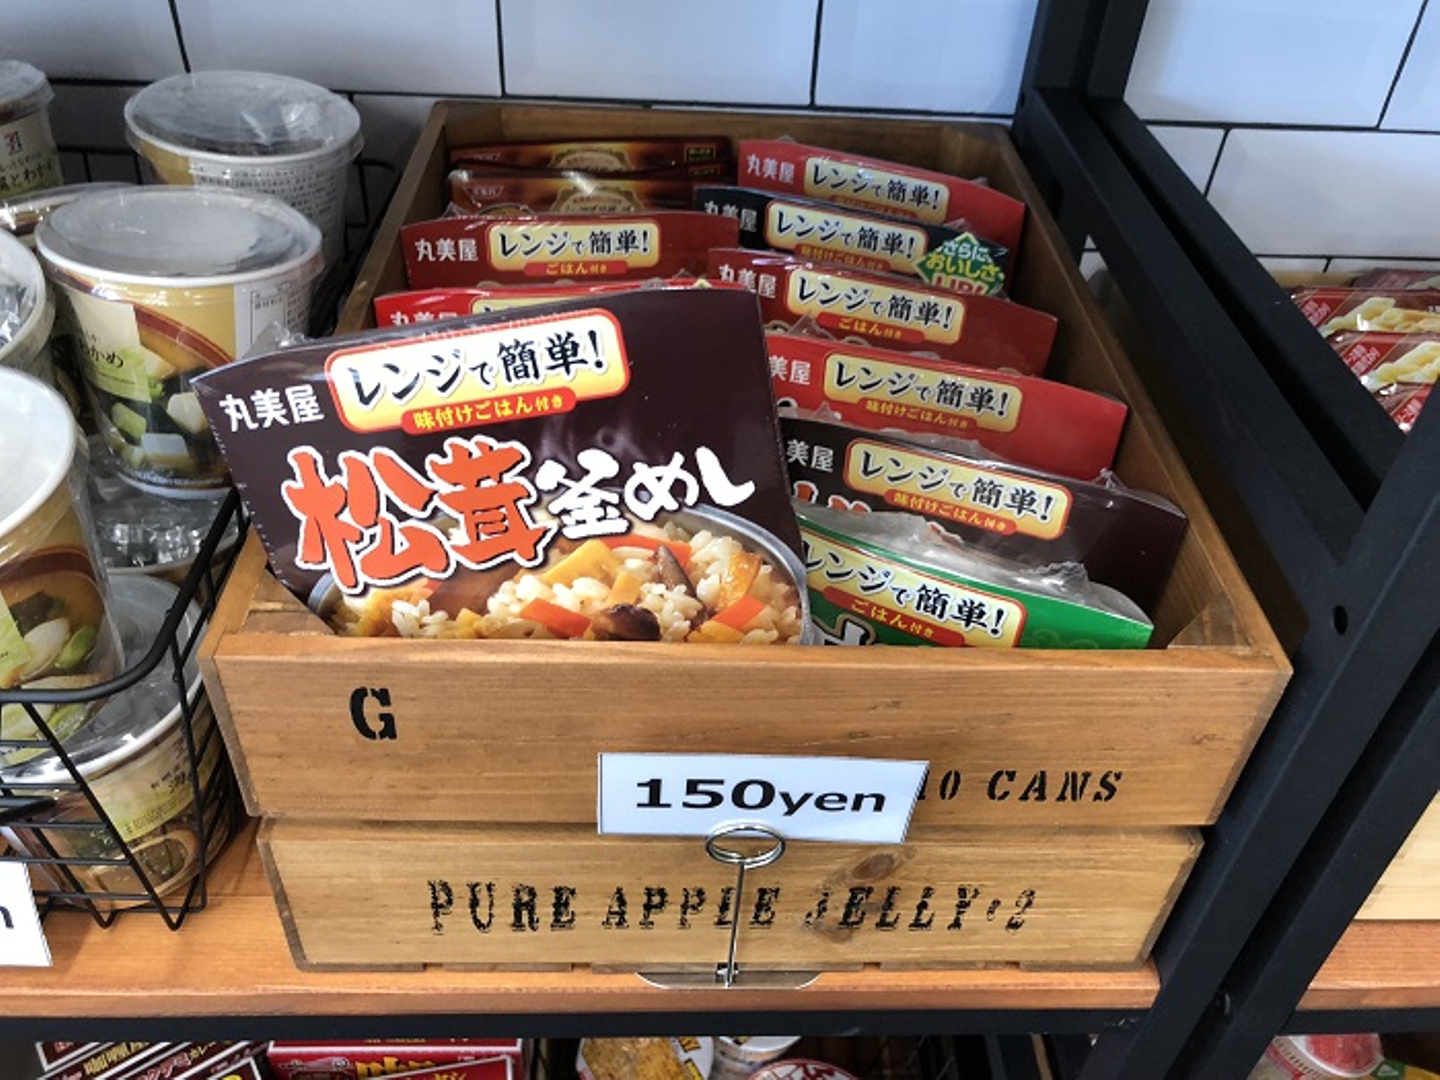 丸美屋
レンジで簡単!
丸美屋
レンジで簡単!
さらに
おいしさ
UP!
味付けごはん付き
丸美屋
レンジで簡単!
ごはん付き
丸美屋
レンジで簡単!
ごはん付き
丸美屋
レンジで簡単!
味付けごはん付き
松茸釜めし
美屋
レンジで簡単!
味付けごはん付き
美屋
レンジで簡単!
味付けごはん付き
レンジで簡単!
ごはん付き
G
10 CANS
150yen
PURE APPLE JELLY·2
n